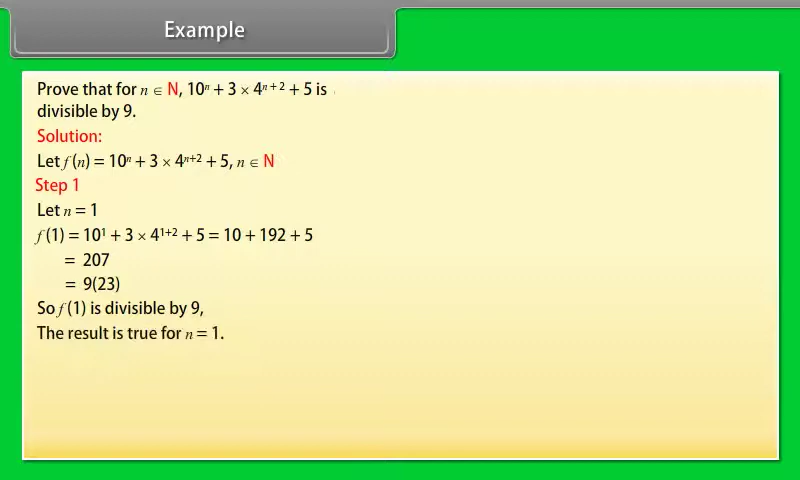 Example
Prove that for n ∈ N, 10ⁿ + 3 × 4ⁿ⁺² + 5 is
divisible by 9.
Solution:
Let f (n) = 10ⁿ + 3 × 4ⁿ⁺² + 5, n ∈ N
Step 1
Let n = 1
f (1) = 10¹ + 3 × 4¹⁺² + 5 = 10 + 192 + 5
= 207
= 9(23)
So f (1) is divisible by 9,
The result is true for n = 1.